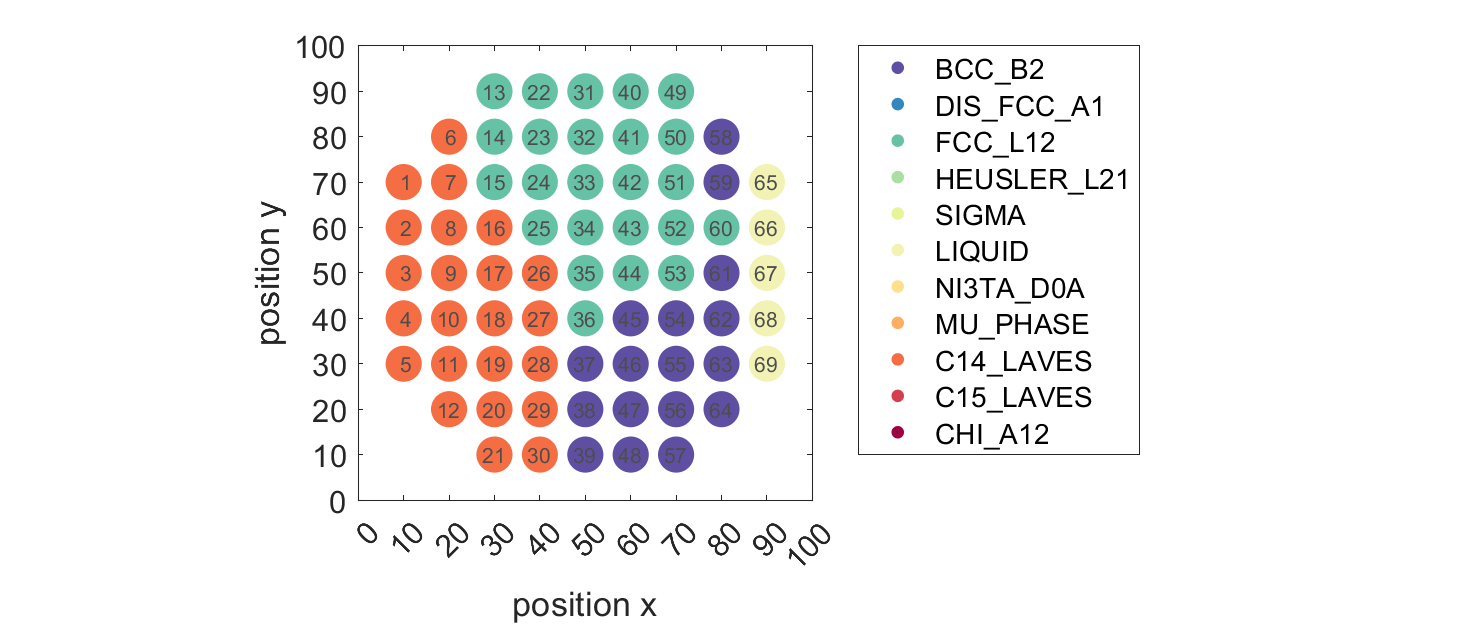 100
90
80
70
60
50
40
30
20
10
0
position y
13 22 31 40 49
6 14 23 32 41 50 58
1 7 15 24 33 42 51 59 65
2 8 16 25 34 43 52 60 66
3 9 17 26 35 44 53 61 67
4 10 18 27 36 45 54 62 68
5 11 19 28 37 46 55 63 69
12 20 29 38 47 56 64
21 30 39 48 57
0 10 20 30 40 50 60 70 80 90 100
position x
BCC_B2
DIS_FCC_A1
FCC_L12
HEUSLER_L21
SIGMA
LIQUID
NI3TA_D0A
MU_PHASE
C14_LAVES
C15_LAVES
CHI_A12